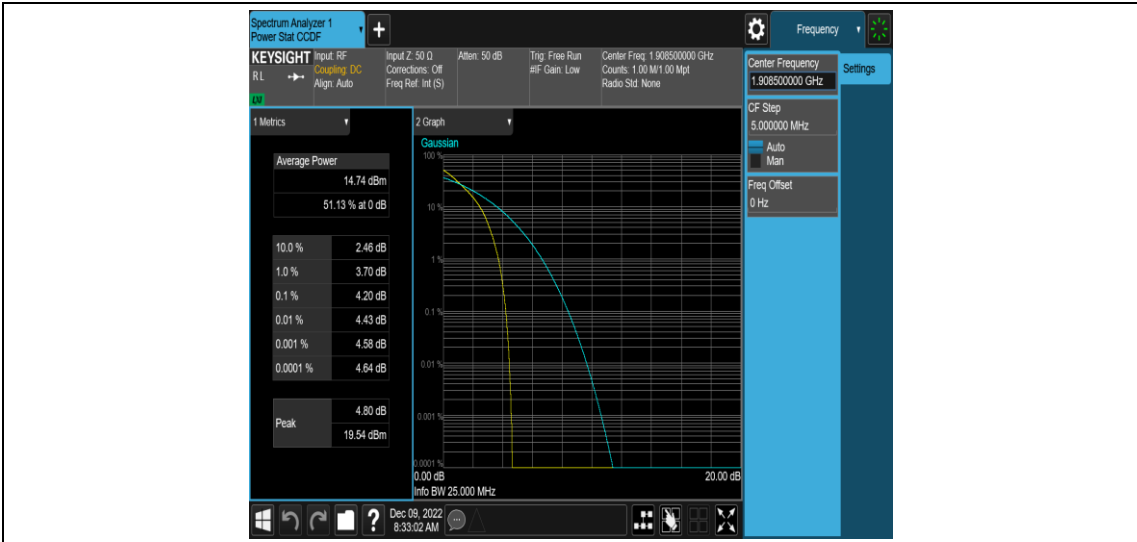 Spectrum Analyzer 1
Power Stat CCDF
+
Frequency
KEYSIGHT
Input: RF
R L
Coupling: DC
Align: Auto
LXI
Input Z: 50 Ω
Corrections: Off
Freq Ref: Int (S)
Atten: 50 dB
Trig: Free Run
#IF Gain: Low
Center Freq: 1.908500000 GHz
Counts: 1.00 M/1.00 Mpt
Radio Std: None
Center Frequency
1.908500000 GHz
Settings
CF Step
5.000000 MHz
Auto
Man
Freq Offset
0 Hz
1 Metrics
Average Power
14.74 dBm
51.13 % at 0 dB
10.0 % 2.46 dB
1.0 % 3.70 dB
0.1 % 4.20 dB
0.01 % 4.43 dB
0.001 % 4.58 dB
0.0001 % 4.64 dB
Peak
4.80 dB
19.54 dBm
2 Graph
Gaussian
100 %
10 %
1 %
0.1 %
0.01 %
0.001 %
0.0001 %
0.00 dB 20.00 dB
Info BW 25.000 MHz
?
Dec 09, 2022
8:33:02 AM